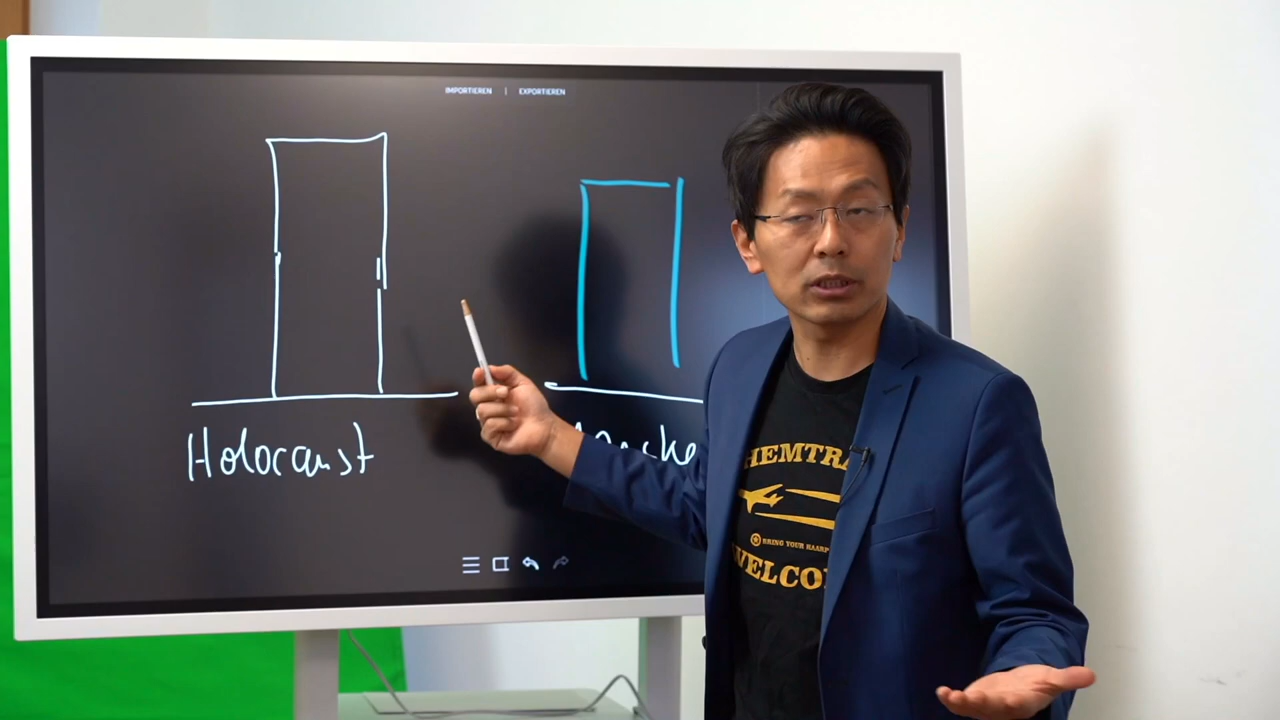 IMPORTIEREN | EXPORTIEREN
Holocaust
HEMTRA
BRING YOUR HAARP
WELCO